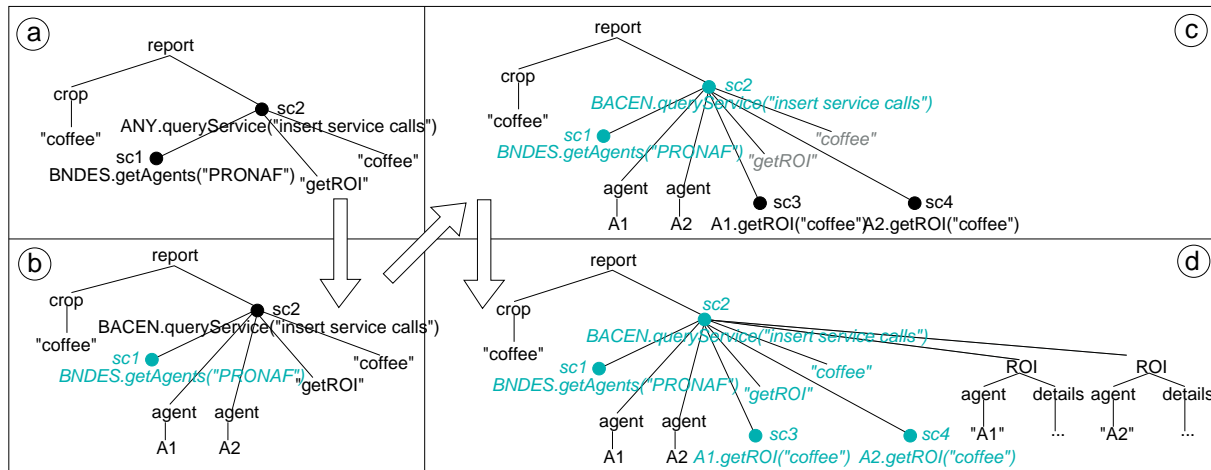 a
report
crop
sc2
"coffee"
ANY.queryService("insert service calls")
sc1
"coffee"
BNDES.getAgents("PRONAF")
"getROI"
b
report
crop
sc2
BACEN.queryService("insert service calls")
"coffee"
sc1
"coffee"
BNDES.getAgents("PRONAF")
"getROI"
agent agent
A1 A2
c
report
crop
sc2
BACEN.queryService("insert service calls")
"coffee"
sc1
"coffee"
BNDES.getAgents("PRONAF")
"getROI"
agent agent
sc3 sc4
A1 A2 A1.getROI("coffee") A2.getROI("coffee")
d
report
crop
sc2
BACEN.queryService("insert service calls")
"coffee"
sc1
"coffee"
ROI ROI
BNDES.getAgents("PRONAF")
"getROI"
agent details agent details
agent agent
sc3 sc4
"A1" ... "A2" ...
A1 A2 A1.getROI("coffee") A2.getROI("coffee")